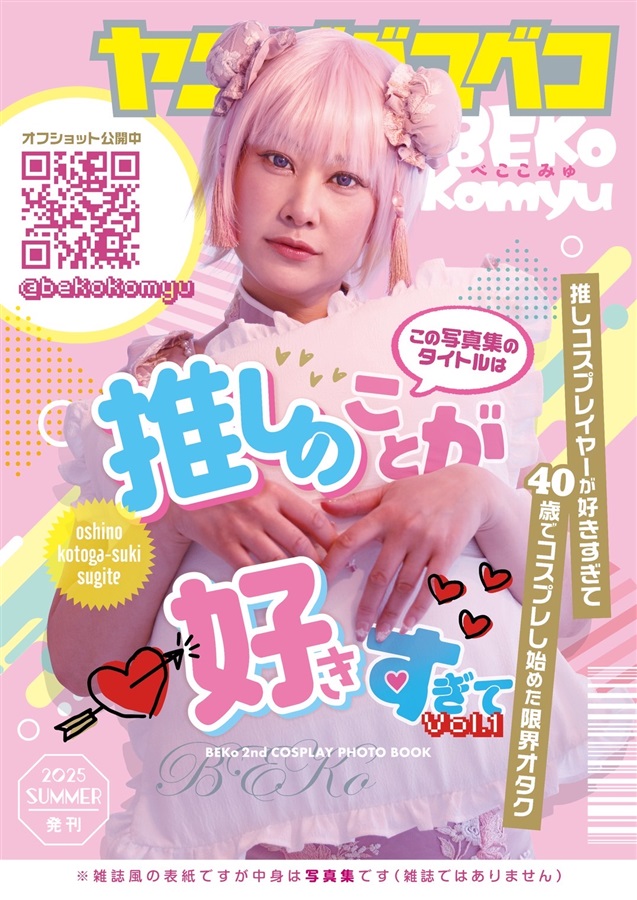 オフショット公開中
@bekokomyu
BEKo
べここみゅ
Komyu
この写真集の
タイトルは
推しのことが
好きすぎて
Vol.1
oshino
kotoga-suki
sugite
推しコスプレイヤーが好きすぎて
40歳でコスプレし始めた限界オタク
BEKo 2nd COSPLAY PHOTO BOOK
BEKo
2025
SUMMER
発刊
※雑誌風の表紙ですが中身は写真集です(雑誌ではありません)